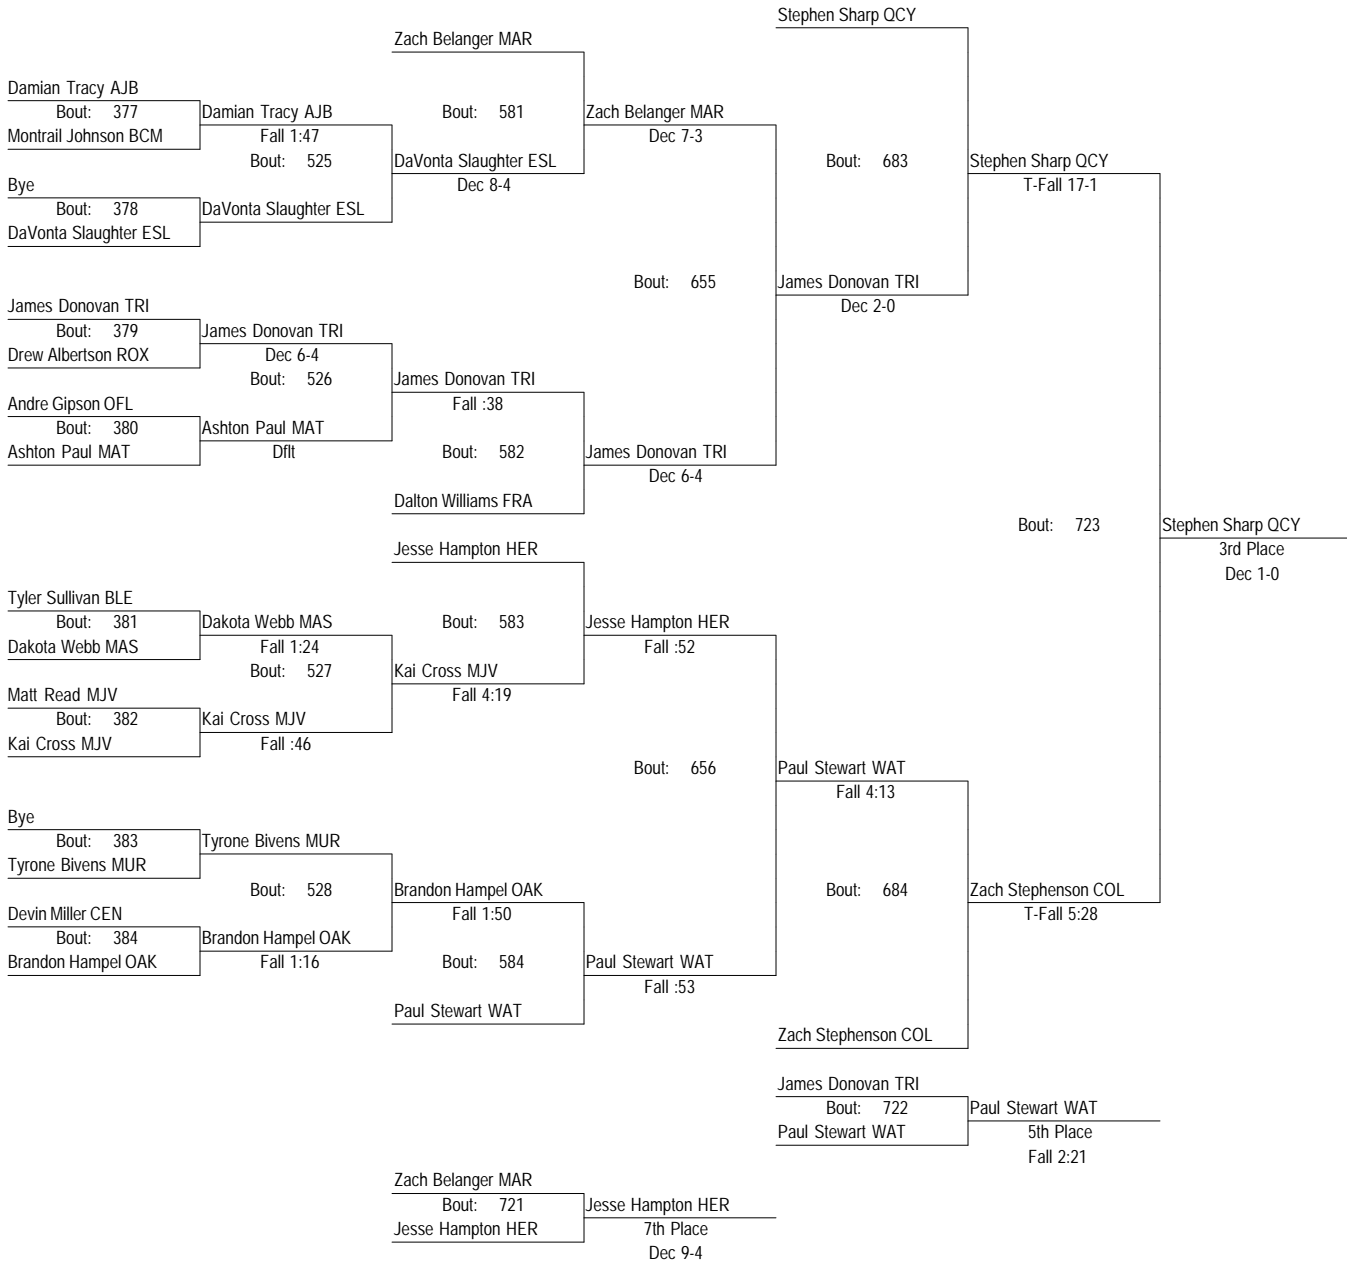 Stephen Sharp QCY
Zach Belanger MAR
Damian Tracy AJB
Bout: 377
Damian Tracy AJB
Bout: 581
Zach Belanger MAR
Montrail Johnson BCM
Fall 1:47
Dec 7-3
Bout: 525
DaVonta Slaughter ESL
Bout: 683
Stephen Sharp QCY
Bye
Dec 8-4
T-Fall 17-1
Bout: 378
DaVonta Slaughter ESL
DaVonta Slaughter ESL
Bout: 655
James Donovan TRI
James Donovan TRI
Dec 2-0
Bout: 379
James Donovan TRI
Drew Albertson ROX
Dec 6-4
Bout: 526
James Donovan TRI
Andre Gipson OFL
Fall :38
Bout: 380
Ashton Paul MAT
Ashton Paul MAT
Dflt
Bout: 582
James Donovan TRI
Dec 6-4
Dalton Williams FRA
Bout: 723
Stephen Sharp QCY
Jesse Hampton HER
3rd Place
Dec 1-0
Tyler Sullivan BLE
Bout: 381
Dakota Webb MAS
Bout: 583
Jesse Hampton HER
Dakota Webb MAS
Fall 1:24
Fall :52
Bout: 527
Kai Cross MJV
Matt Read MJV
Fall 4:19
Bout: 382
Kai Cross MJV
Kai Cross MJV
Fall :46
Bout: 656
Paul Stewart WAT
Fall 4:13
Bye
Bout: 383
Tyrone Bivens MUR
Tyrone Bivens MUR
Bout: 528
Brandon Hampel OAK
Bout: 684
Zach Stephenson COL
Devin Miller CEN
Fall 1:50
T-Fall 5:28
Bout: 384
Brandon Hampel OAK
Brandon Hampel OAK
Fall 1:16
Bout: 584
Paul Stewart WAT
Fall :53
Paul Stewart WAT
Zach Stephenson COL
James Donovan TRI
Bout: 722
Paul Stewart WAT
Paul Stewart WAT
5th Place
Fall 2:21
Zach Belanger MAR
Bout: 721
Jesse Hampton HER
Jesse Hampton HER
7th Place
Dec 9-4